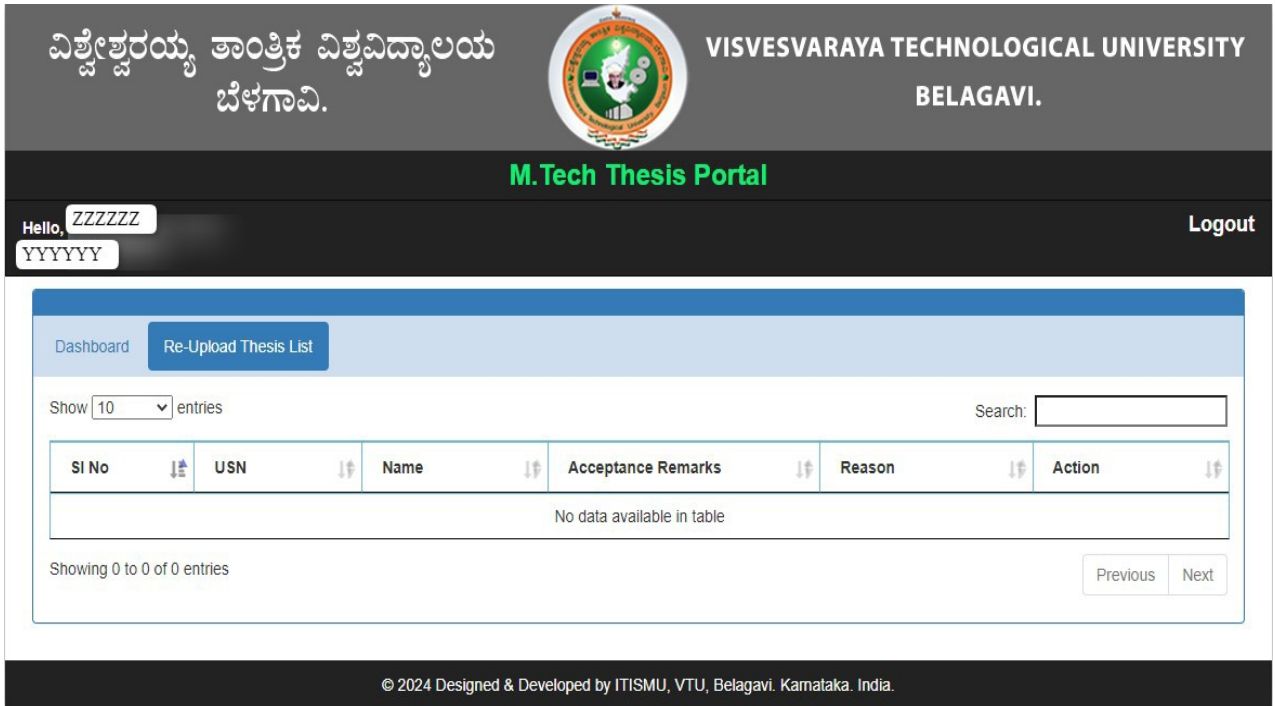 ವಿಶ್ವೇಶ್ವರಯ್ಯ ತಾಂತ್ರಿಕ ವಿಶ್ವವಿದ್ಯಾಲಯ
ಬೆಳಗಾವಿ.
VISVESVARAYA TECHNOLOGICAL UNIVERSITY
BELAGAVI.
M.Tech Thesis Portal
Hello, ZZZZZZ
YYYYYY
Logout
Dashboard Re-Upload Thesis List
Show 10 entries Search:
Sl No USN Name Acceptance Remarks Reason Action
No data available in table
Showing 0 to 0 of 0 entries Previous Next
© 2024 Designed & Developed by ITISMU, VTU, Belagavi. Karnataka. India.